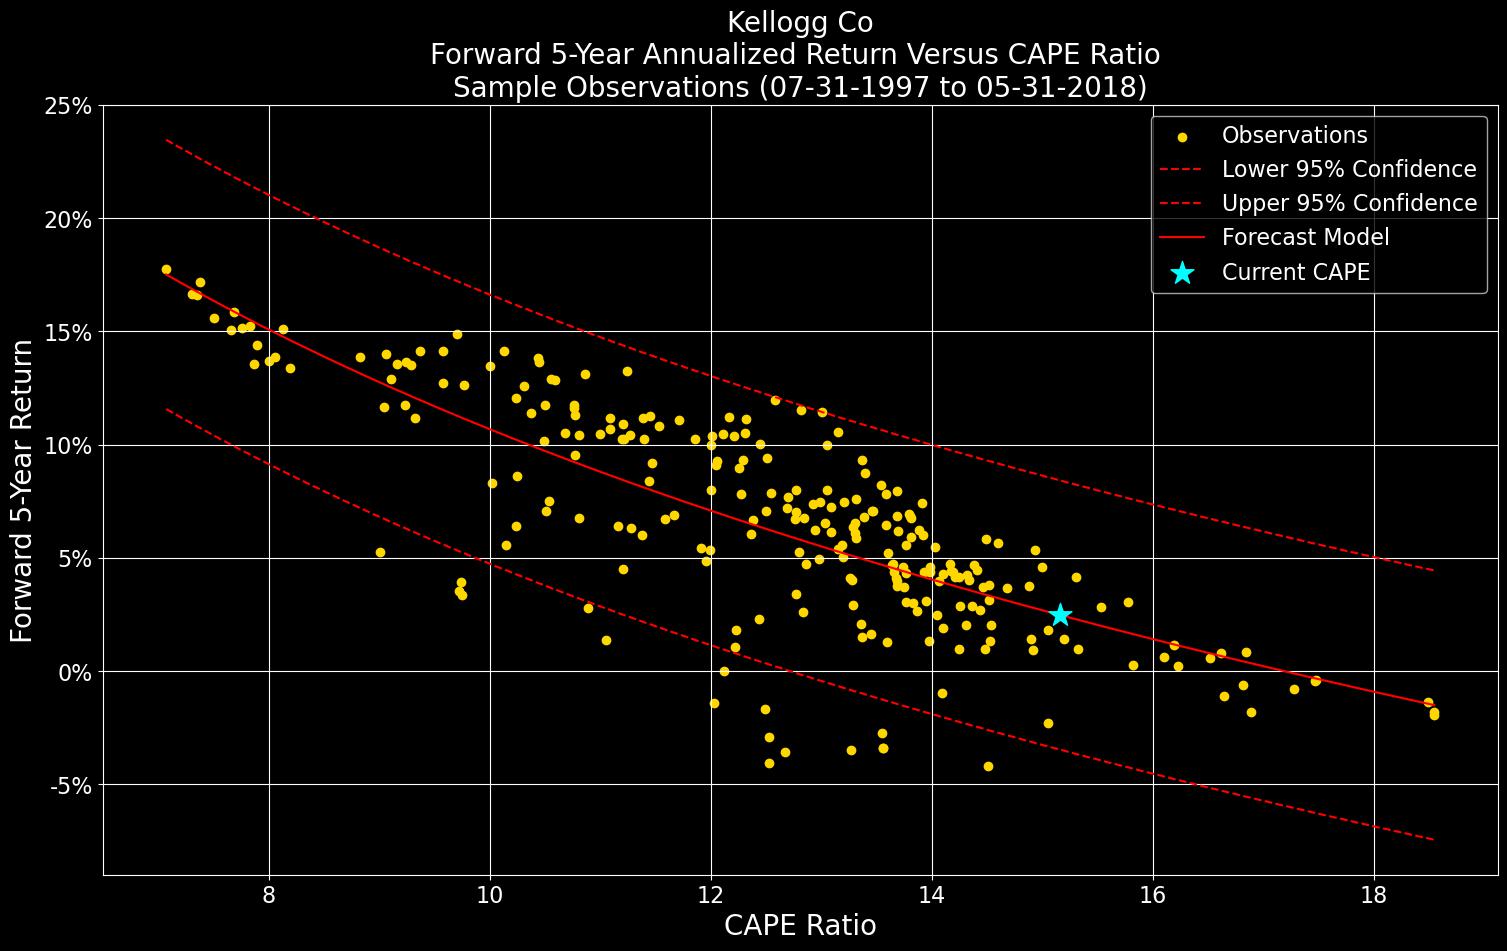 Kellogg Co
Forward 5-Year Annualized Return Versus CAPE Ratio
Sample Observations (07-31-1997 to 05-31-2018)
25%
20%
15%
10%
5%
0%
-5%
Forward 5-Year Return
Observations
Lower 95% Confidence
Upper 95% Confidence
Forecast Model
Current CAPE
8
10
12
14
16
18
CAPE Ratio